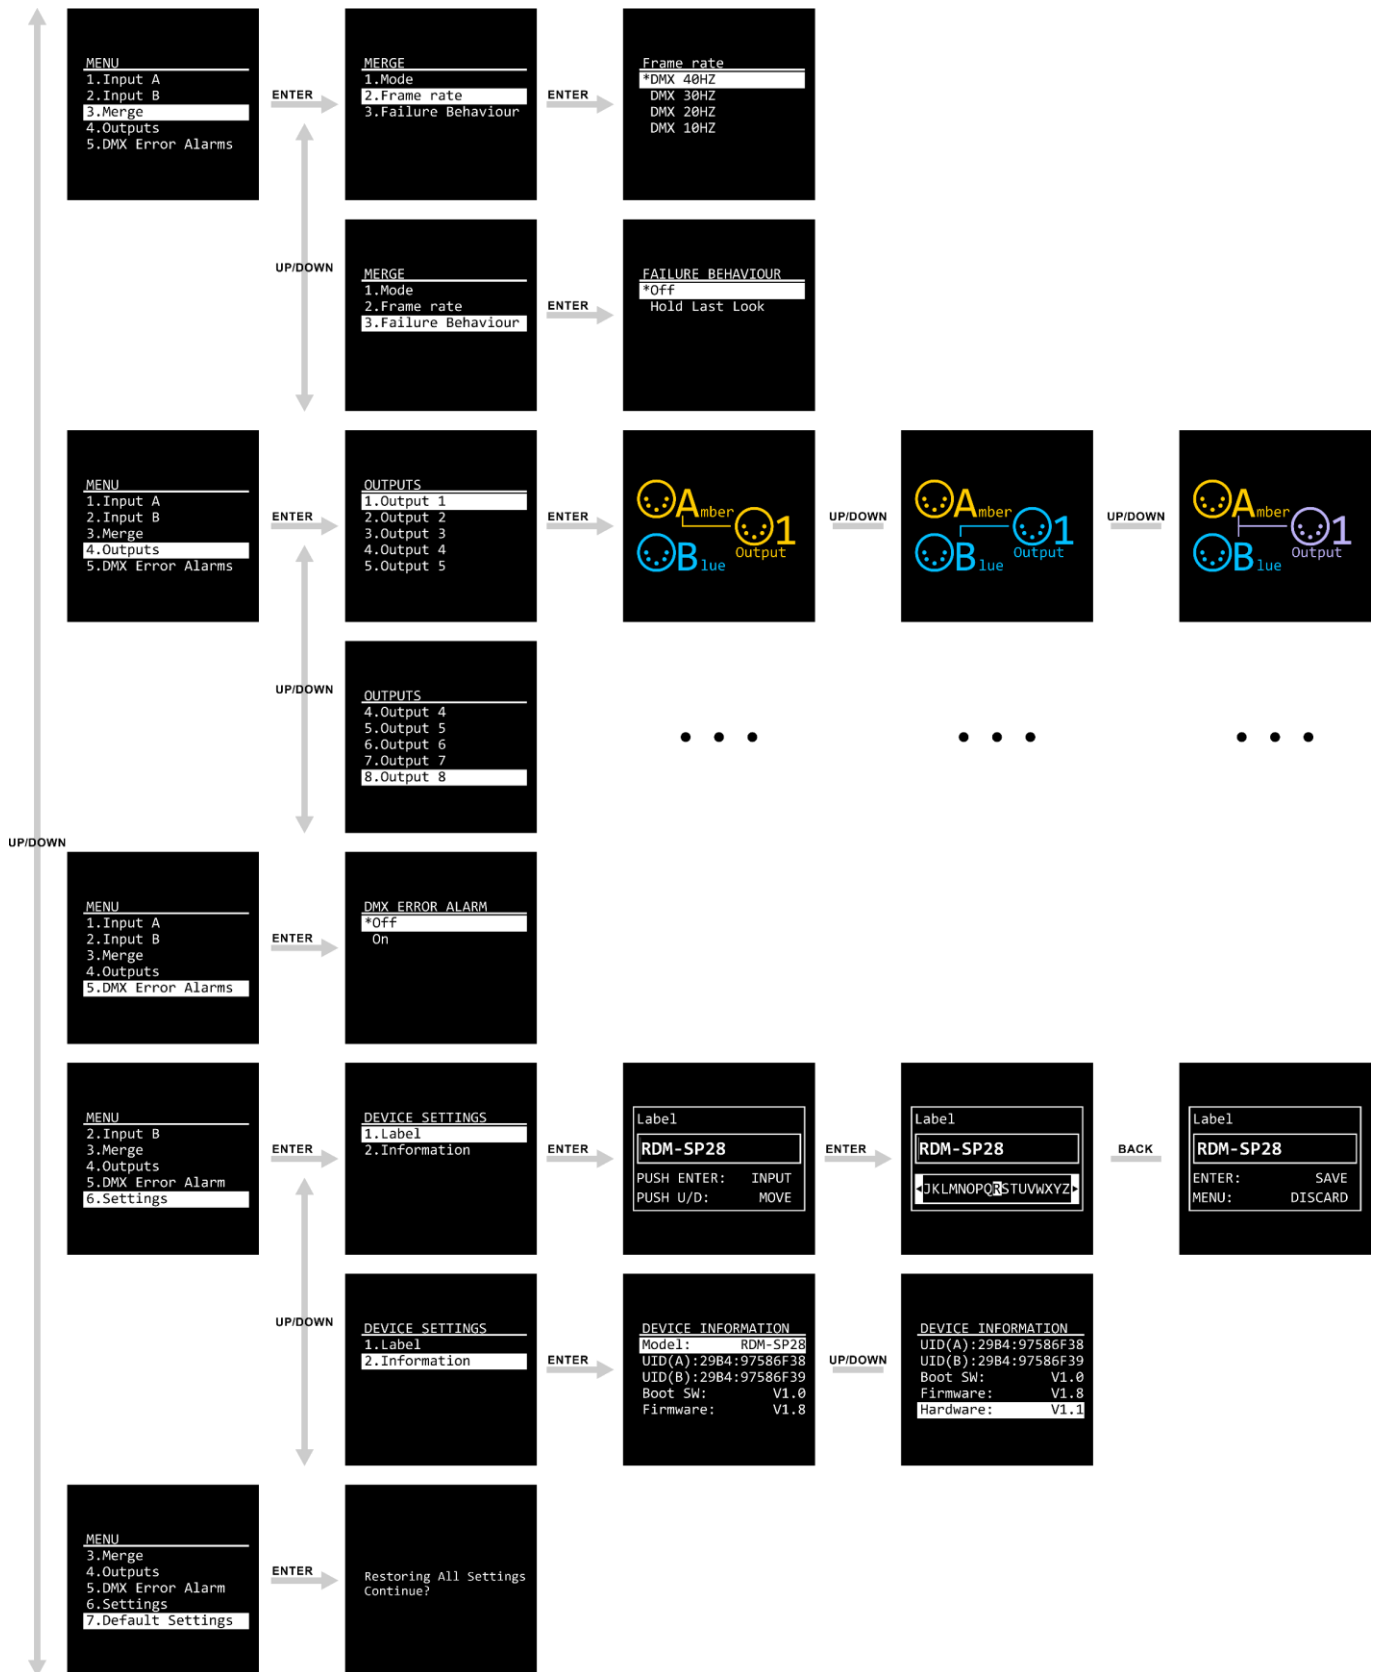 MENU
1.Input A
2.Input B
3.Merge
4.Outputs
5.DMX Error Alarms
ENTER
MERGE
1.Mode
2.Frame rate
3.Failure Behaviour
ENTER
Frame rate
*DMX 40HZ
DMX 30HZ
DMX 20HZ
DMX 10HZ
UP/DOWN
MERGE
1.Mode
2.Frame rate
3.Failure Behaviour
ENTER
FAILURE BEHAVIOUR
*Off
Hold Last Look
MENU
1.Input A
2.Input B
3.Merge
4.Outputs
5.DMX Error Alarms
ENTER
OUTPUTS
1.Output 1
2.Output 2
3.Output 3
4.Output 4
5.Output 5
ENTER
Amber
1
Output
Blue
UP/DOWN
Amber
1
Output
Blue
UP/DOWN
Amber
1
Output
Blue
UP/DOWN
OUTPUTS
4.Output 4
5.Output 5
6.Output 6
7.Output 7
8.Output 8
• • •
• • •
• • •
UP/DOWN
MENU
1.Input A
2.Input B
3.Merge
4.Outputs
5.DMX Error Alarms
ENTER
DMX ERROR ALARM
*Off
On
MENU
2.Input B
3.Merge
4.Outputs
5.DMX Error Alarm
6.Settings
ENTER
DEVICE SETTINGS
1.Label
2.Information
ENTER
Label
RDM-SP28
PUSH ENTER: INPUT
PUSH U/D: MOVE
ENTER
Label
RDM-SP28
JKLMNOPQRSTUVWXYZ
BACK
Label
RDM-SP28
ENTER: SAVE
MENU: DISCARD
UP/DOWN
DEVICE SETTINGS
1.Label
2.Information
ENTER
DEVICE INFORMATION
Model: RDM-SP28
UID(A):29B4:97586F38
UID(B):29B4:97586F39
Boot SW: V1.0
Firmware: V1.8
UP/DOWN
DEVICE INFORMATION
UID(A):29B4:97586F38
UID(B):29B4:97586F39
Boot SW: V1.0
Firmware: V1.8
Hardware: V1.1
MENU
3.Merge
4.Outputs
5.DMX Error Alarm
6.Settings
7.Default Settings
ENTER
Restoring All Settings
Continue?